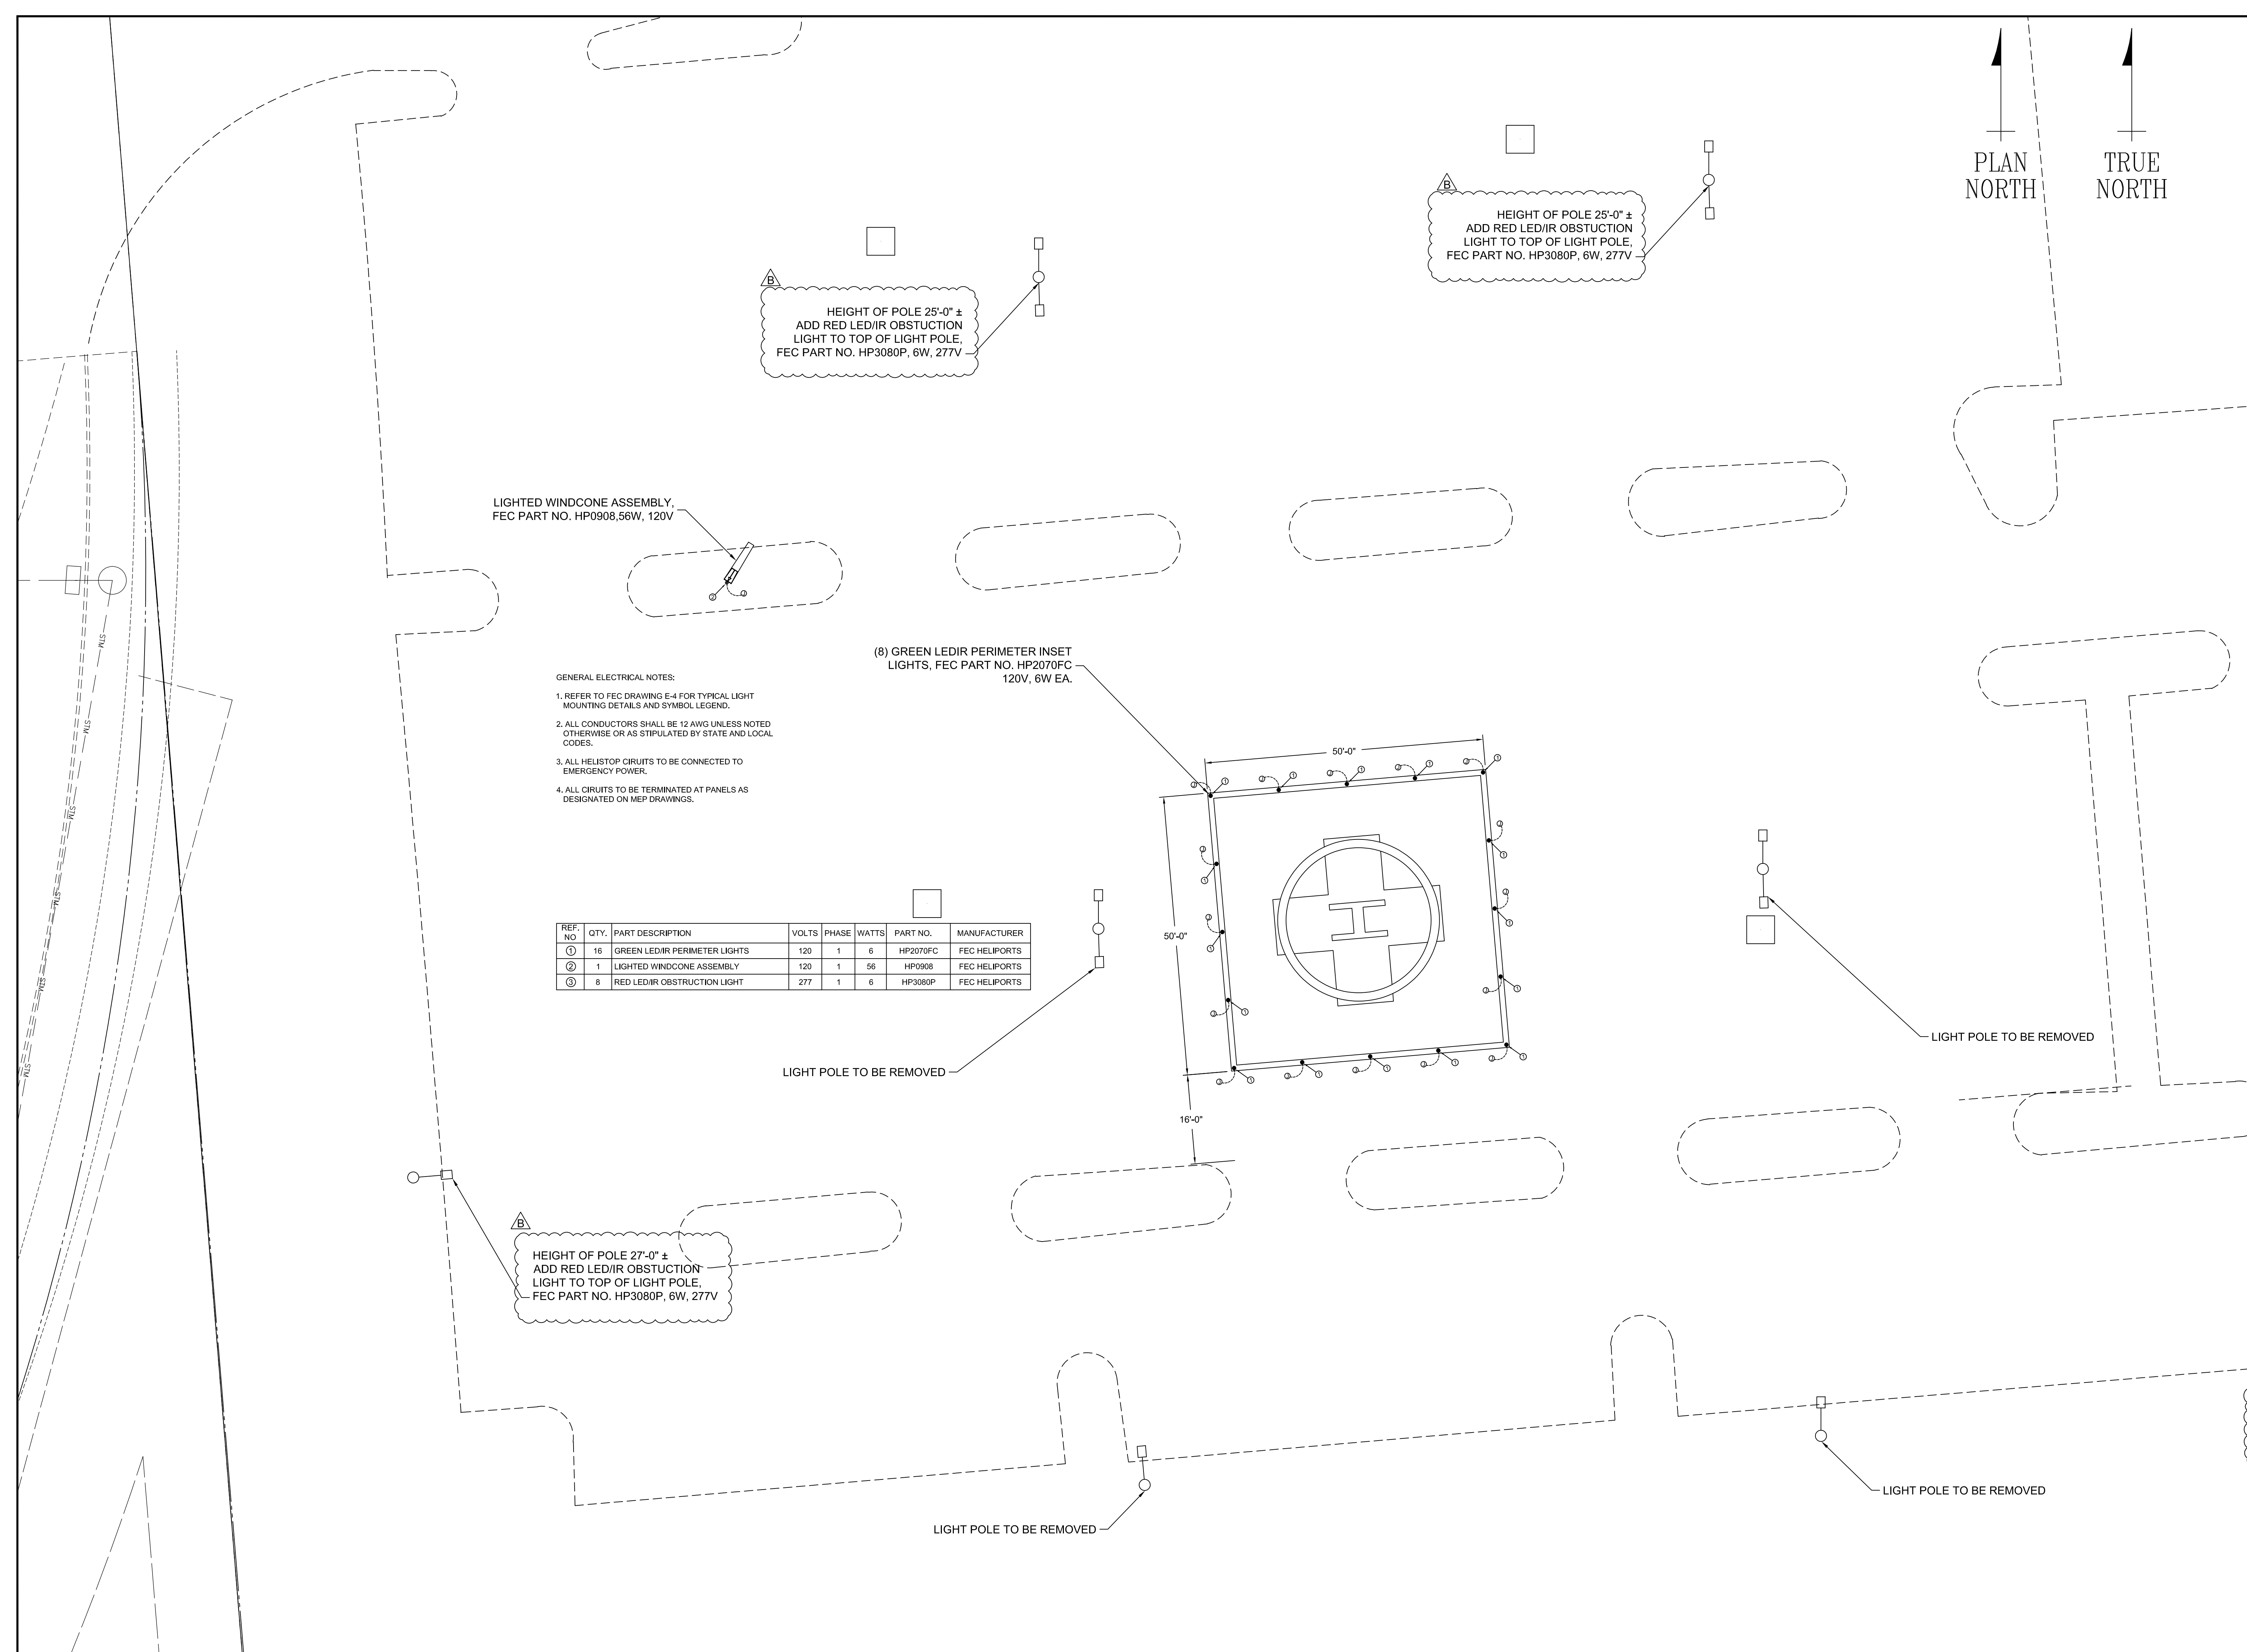 PLAN
NORTH
TRUE
NORTH
B
HEIGHT OF POLE 25'-0" ±
ADD RED LED/IR OBSTUCTION
LIGHT TO TOP OF LIGHT POLE,
FEC PART NO. HP3080P, 6W, 277V
B
HEIGHT OF POLE 25'-0" ±
ADD RED LED/IR OBSTUCTION
LIGHT TO TOP OF LIGHT POLE,
FEC PART NO. HP3080P, 6W, 277V
LIGHTED WINDCONE ASSEMBLY,
FEC PART NO. HP0908,56W, 120V
2
(8) GREEN LEDIR PERIMETER INSET
LIGHTS, FEC PART NO. HP2070FC
120V, 6W EA.
GENERAL ELECTRICAL NOTES:
1. REFER TO FEC DRAWING E-4 FOR TYPICAL LIGHT
MOUNTING DETAILS AND SYMBOL LEGEND.
2. ALL CONDUCTORS SHALL BE 12 AWG UNLESS NOTED
OTHERWISE OR AS STIPULATED BY STATE AND LOCAL
CODES.
3. ALL HELISTOP CIRUITS TO BE CONNECTED TO
EMERGENCY POWER.
4. ALL CIRUITS TO BE TERMINATED AT PANELS AS
DESIGNATED ON MEP DRAWINGS.
50'-0"
50'-0"
16'-0"
H
REF. NO QTY. PART DESCRIPTION VOLTS PHASE WATTS PART NO. MANUFACTURER
1 16 GREEN LED/IR PERIMETER LIGHTS 120 1 6 HP2070FC FEC HELIPORTS
2 1 LIGHTED WINDCONE ASSEMBLY 120 1 56 HP0908 FEC HELIPORTS
3 8 RED LED/IR OBSTRUCTION LIGHT 277 1 6 HP3080P FEC HELIPORTS
LIGHT POLE TO BE REMOVED
LIGHT POLE TO BE REMOVED
B
HEIGHT OF POLE 27'-0" ±
ADD RED LED/IR OBSTUCTION
LIGHT TO TOP OF LIGHT POLE,
FEC PART NO. HP3080P, 6W, 277V
LIGHT POLE TO BE REMOVED
LIGHT POLE TO BE REMOVED
STM
STM
STM
STM
STM
STM